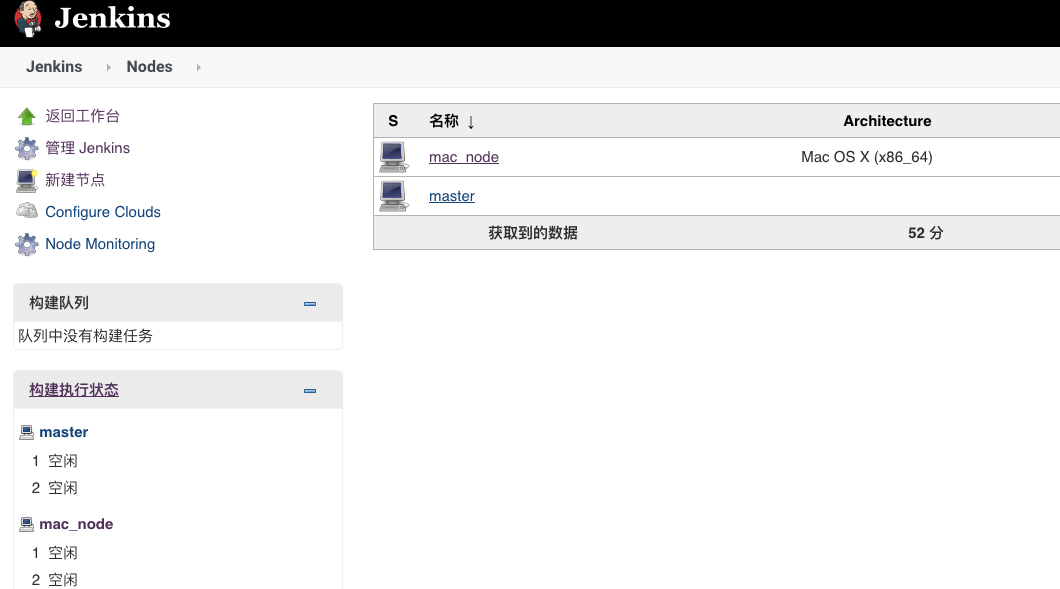 Jenkins
Jenkins Nodes
返回工作台
管理 Jenkins
新建节点
Configure Clouds
Node Monitoring
构建队列
队列中没有构建任务
构建执行状态
master
1 空闲
2 空闲
mac_node
1 空闲
2 空闲
S 名称 ↓ Architecture
mac_node Mac OS X (x86_64)
master
获取到的数据 52 分